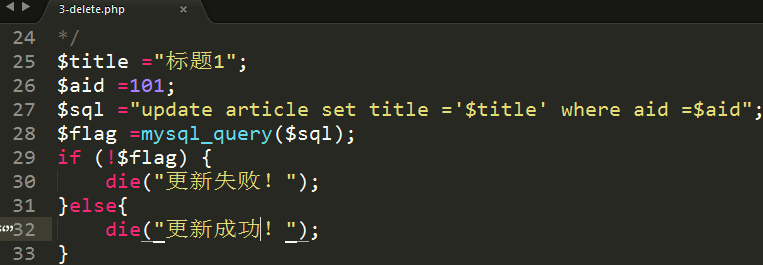 3-delete.php ×
24 */
25 $title ="标题1";
26 $aid =101;
27 $sql ="update article set title ='$title' where aid =$aid";
28 $flag =mysql_query($sql);
29 if (!$flag) {
30     die("更新失败！");
31 }else{
32     die("更新成功！");
33 }